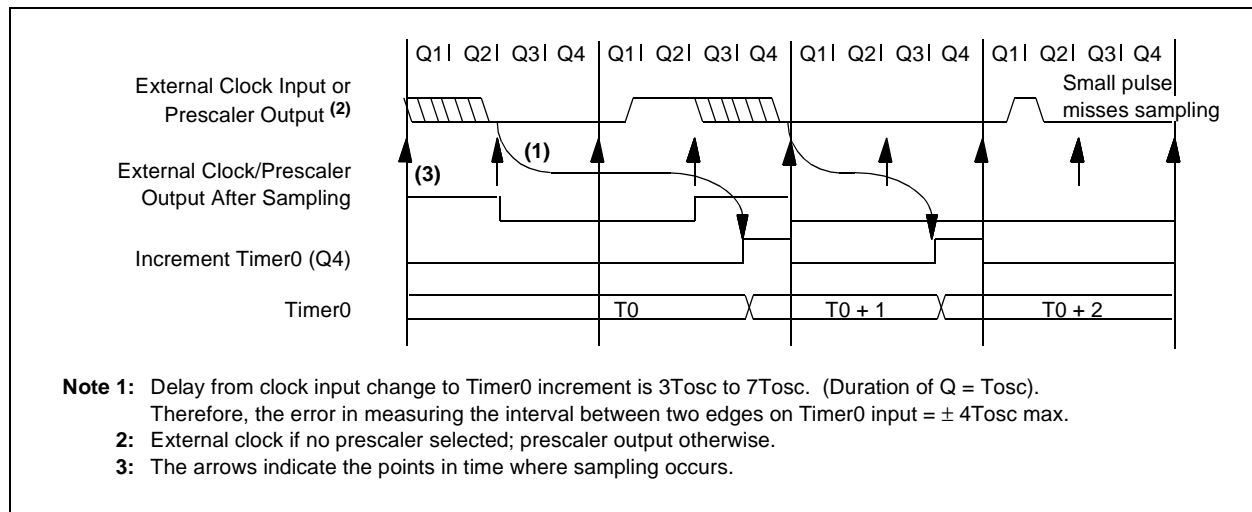 Q1 Q2 Q3 Q4 Q1 Q2 Q3 Q4 Q1 Q2 Q3 Q4 Q1 Q2 Q3 Q4
External Clock Input or
Prescaler Output (2)
Small pulse
misses sampling
(1)
(3)
External Clock/Prescaler
Output After Sampling
Increment Timer0 (Q4)
Timer0
T0
T0 + 1
T0 + 2
Note 1: Delay from clock input change to Timer0 increment is 3Tosc to 7Tosc. (Duration of Q = Tosc).
Therefore, the error in measuring the interval between two edges on Timer0 input = ± 4Tosc max.
2: External clock if no prescaler selected; prescaler output otherwise.
3: The arrows indicate the points in time where sampling occurs.